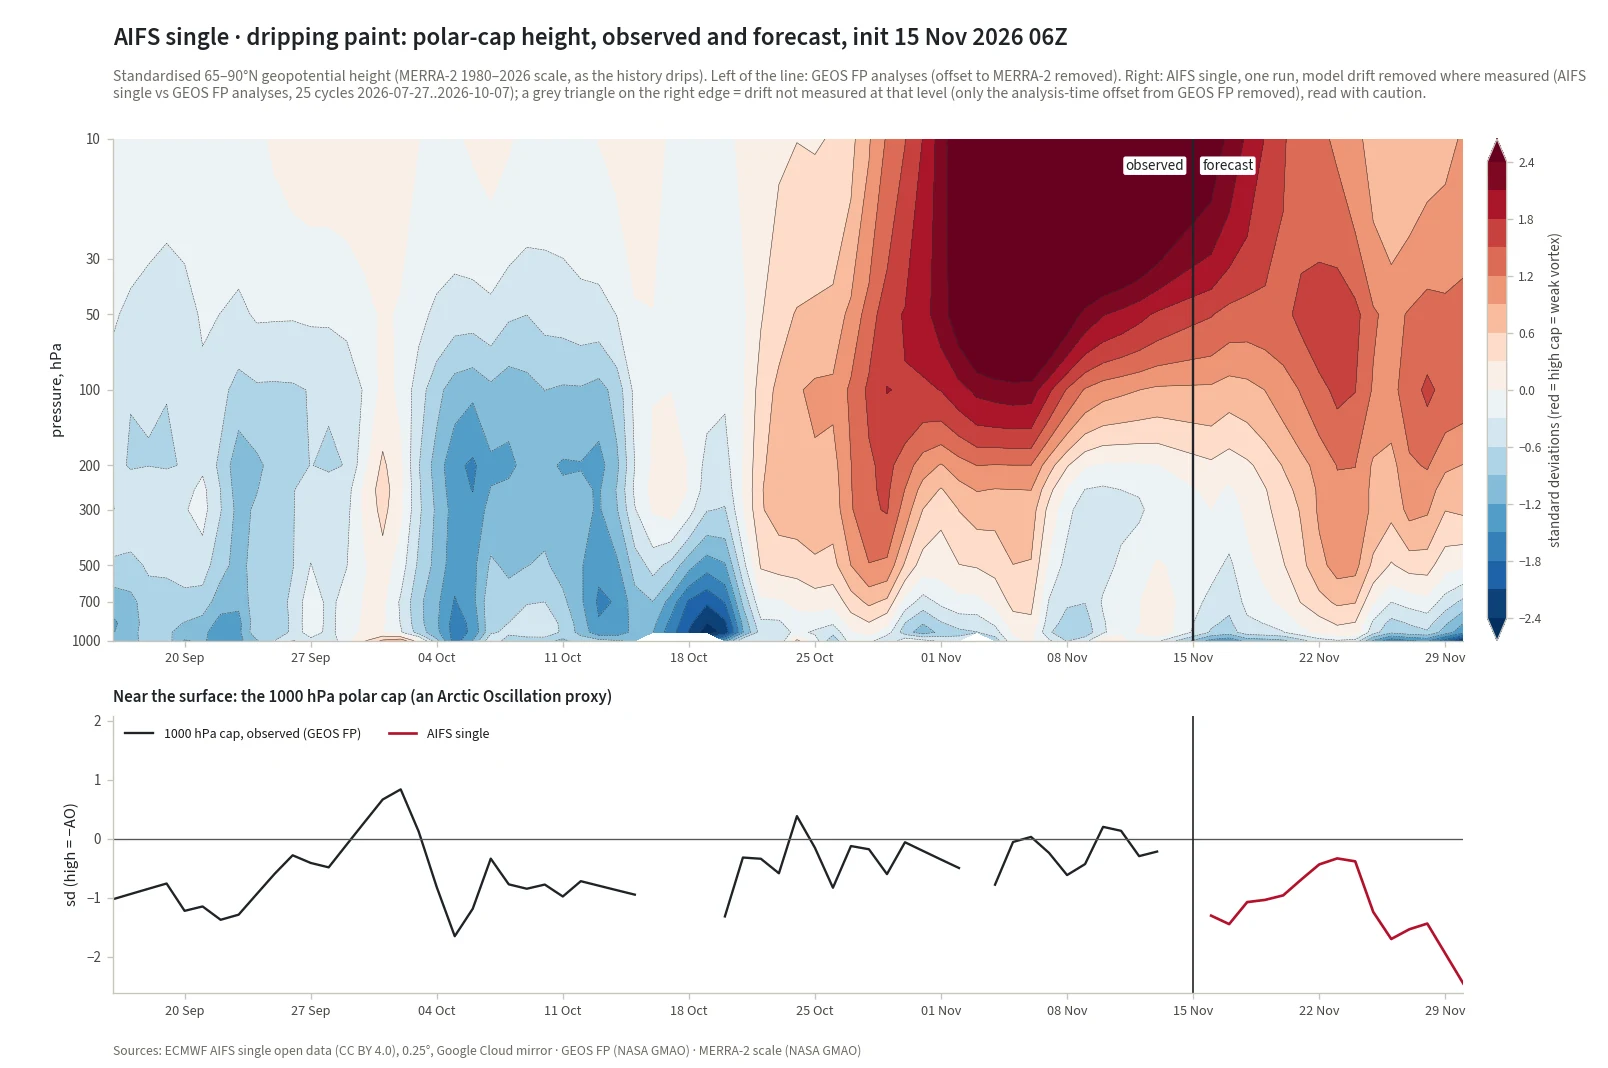 AIFS single · dripping paint: polar-cap height, observed and forecast, init 15 Nov 2026 06Z
Standardised 65–90°N geopotential height (MERRA-2 1980–2026 scale, as the history drips). Left of the line: GEOS FP analyses (offset to MERRA-2 removed). Right: AIFS single, one run, model drift removed where measured (AIFS
single vs GEOS FP analyses, 25 cycles 2026-07-27..2026-10-07); a grey triangle on the right edge = drift not measured at that level (only the analysis-time offset from GEOS FP removed), read with caution.
pressure, hPa
10
30
50
100
200
300
500
700
1000
observed
forecast
20 Sep
27 Sep
04 Oct
11 Oct
18 Oct
25 Oct
01 Nov
08 Nov
15 Nov
22 Nov
29 Nov
2.4
1.8
1.2
0.6
0.0
−0.6
−1.2
−1.8
−2.4
standard deviations (red = high cap = weak vortex)
Near the surface: the 1000 hPa polar cap (an Arctic Oscillation proxy)
1000 hPa cap, observed (GEOS FP)
AIFS single
sd (high = −AO)
2
1
0
−1
−2
20 Sep
27 Sep
04 Oct
11 Oct
18 Oct
25 Oct
01 Nov
08 Nov
15 Nov
22 Nov
29 Nov
Sources: ECMWF AIFS single open data (CC BY 4.0), 0.25°, Google Cloud mirror · GEOS FP (NASA GMAO) · MERRA-2 scale (NASA GMAO)